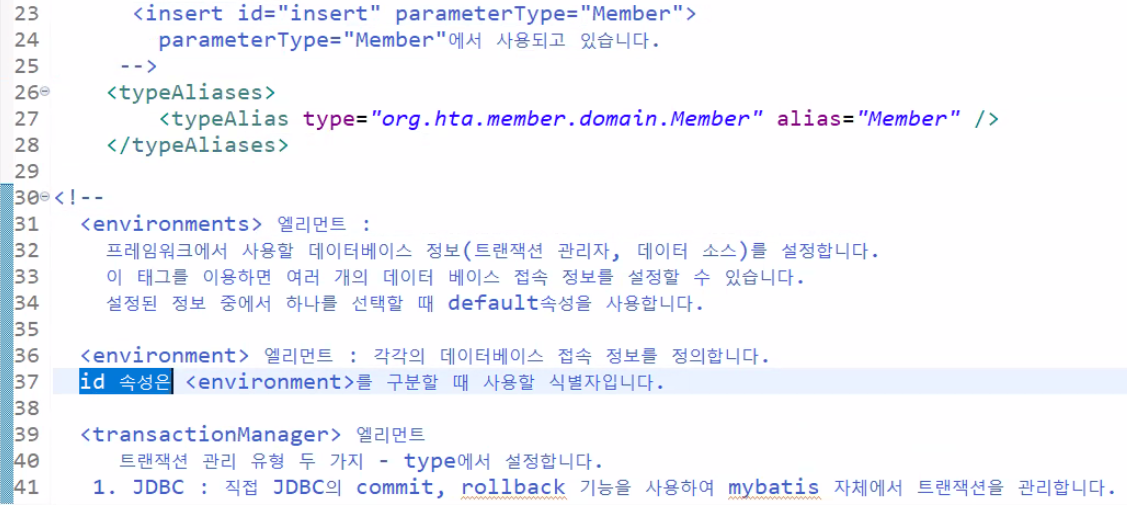 23 <insert id="insert" parameterType="Member">
24 parameterType="Member"에서 사용되고 있습니다.
25 -->
26 <typeAliases>
27 <typeAlias type="org.hta.member.domain.Member" alias="Member" />
28 </typeAliases>
29
30 <!--
31 <environments> 엘리먼트 :
32 프레임워크에서 사용할 데이터베이스 정보(트랜잭션 관리자, 데이터 소스)를 설정합니다.
33 이 태그를 이용하면 여러 개의 데이터 베이스 접속 정보를 설정할 수 있습니다.
34 설정된 정보 중에서 하나를 선택할 때 default속성을 사용합니다.
35
36 <environment> 엘리먼트 : 각각의 데이터베이스 접속 정보를 정의합니다.
37 id 속성은 <environment>를 구분할 때 사용할 식별자입니다.
38
39 <transactionManager> 엘리먼트
40 트랜잭션 관리 유형 두 가지 - type에서 설정합니다.
41 1. JDBC : 직접 JDBC의 commit, rollback 기능을 사용하여 mybatis 자체에서 트랜잭션을 관리합니다.